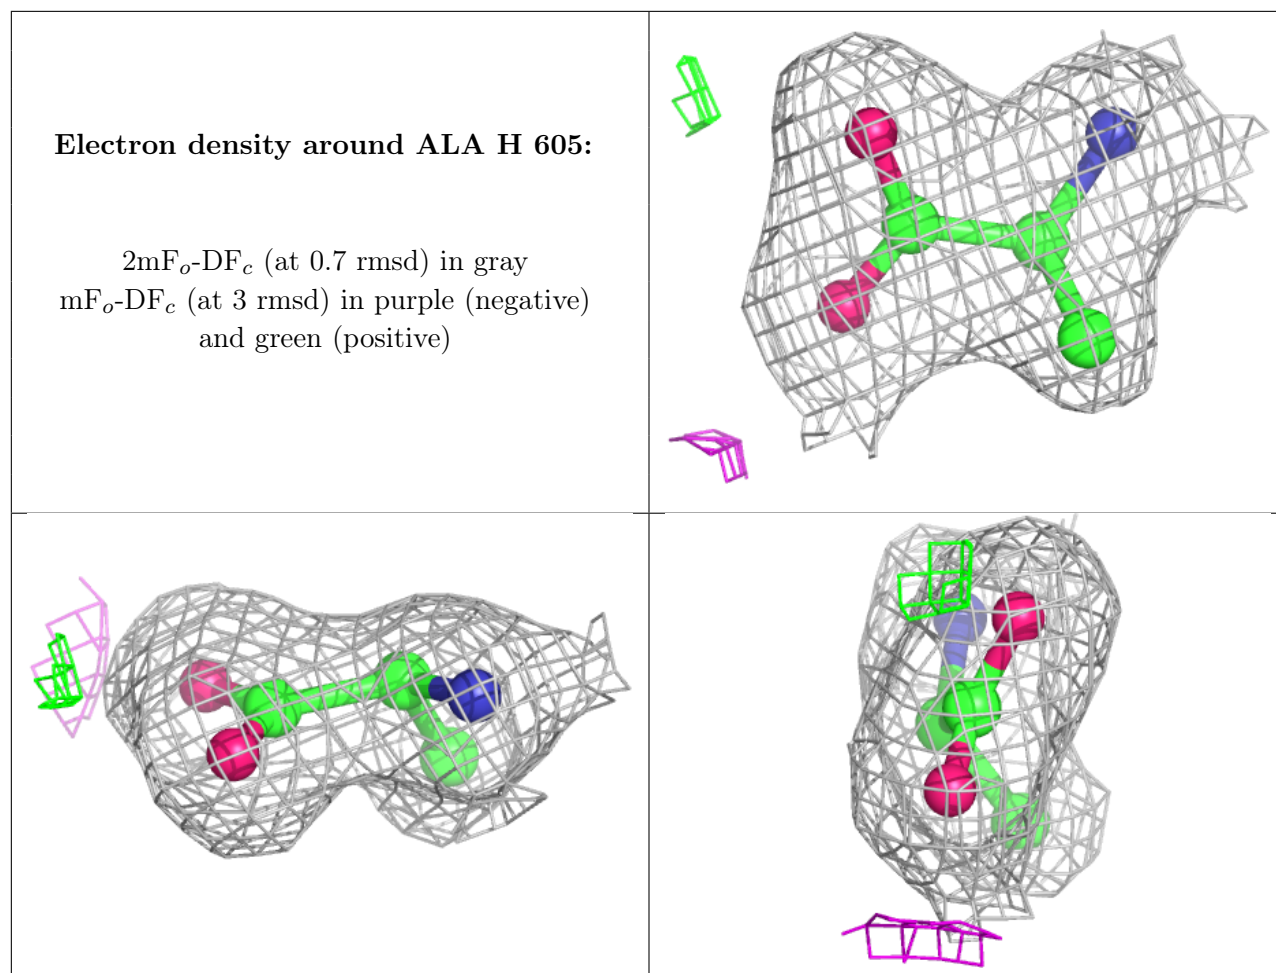 Electron density around ALA H 605:
2mFₒ-DF𝒸 (at 0.7 rmsd) in gray
mFₒ-DF𝒸 (at 3 rmsd) in purple (negative)
and green (positive)